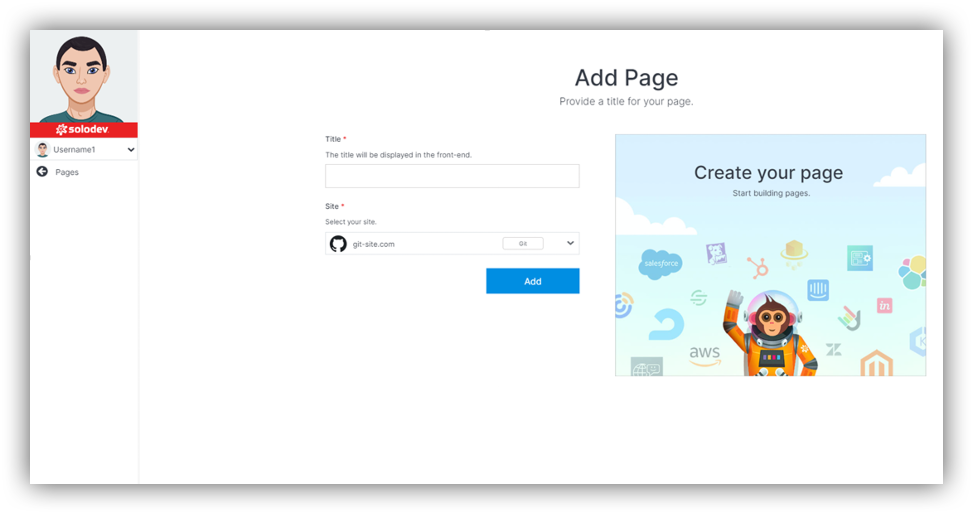 solodev
Username1
Pages
Add Page
Provide a title for your page.
Title *
The title will be displayed in the front-end.
Site *
Select your site.
git-site.com
Git
Add
Create your page
Start building pages.
salesforce
in
aws